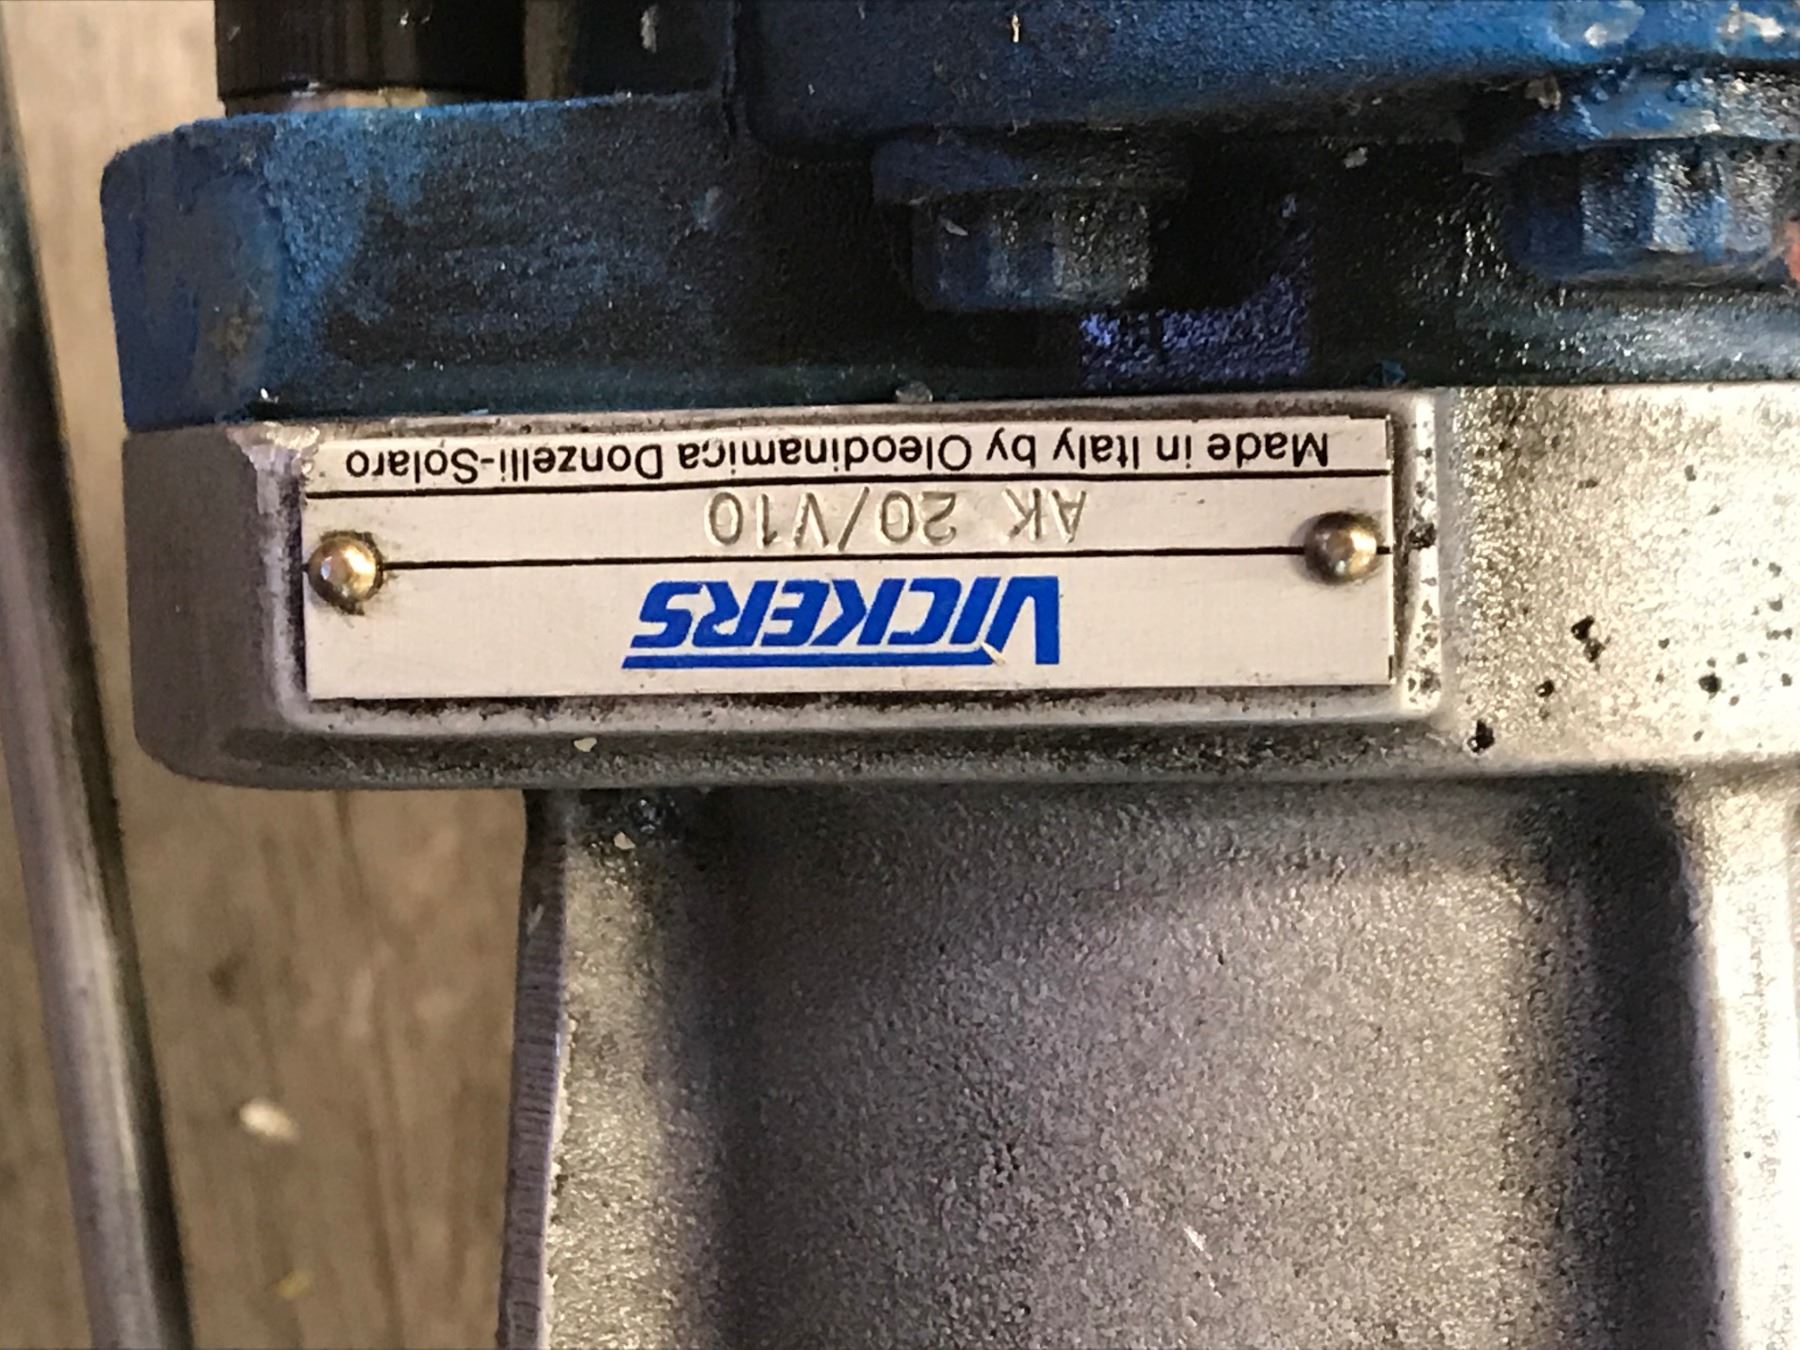 VICKERS
AK 20/V10
Made in Italy by Oleodinamica Donzelli-Solaro